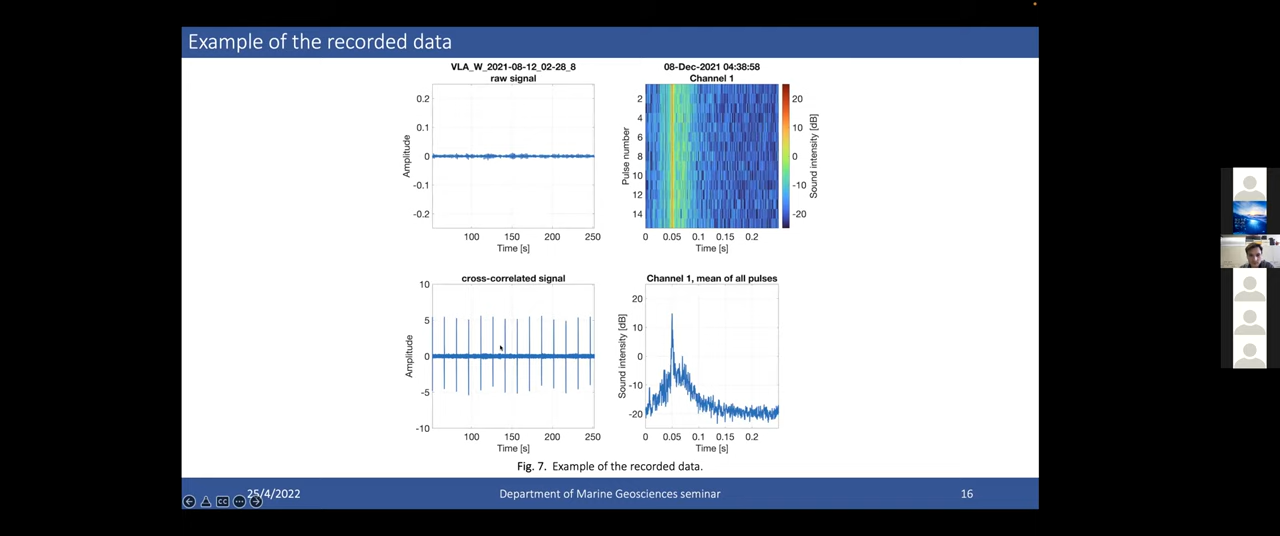 Example of the recorded data
VLA_W_2021-08-12_02-28_8
raw signal
0.2
0.1
0
-0.1
-0.2
Amplitude
100 150 200 250
Time [s]
08-Dec-2021 04:38:58
Channel 1
2
4
6
8
10
12
14
Pulse number
0 0.05 0.1 0.15 0.2
Time [s]
20
10
0
-10
-20
Sound intensity [dB]
cross-correlated signal
10
5
0
-5
-10
Amplitude
100 150 200 250
Time [s]
Channel 1, mean of all pulses
20
10
0
-10
-20
Sound intensity [dB]
0 0.05 0.1 0.15 0.2
Time [s]
Fig. 7. Example of the recorded data.
25/4/2022
Department of Marine Geosciences seminar
16
CC